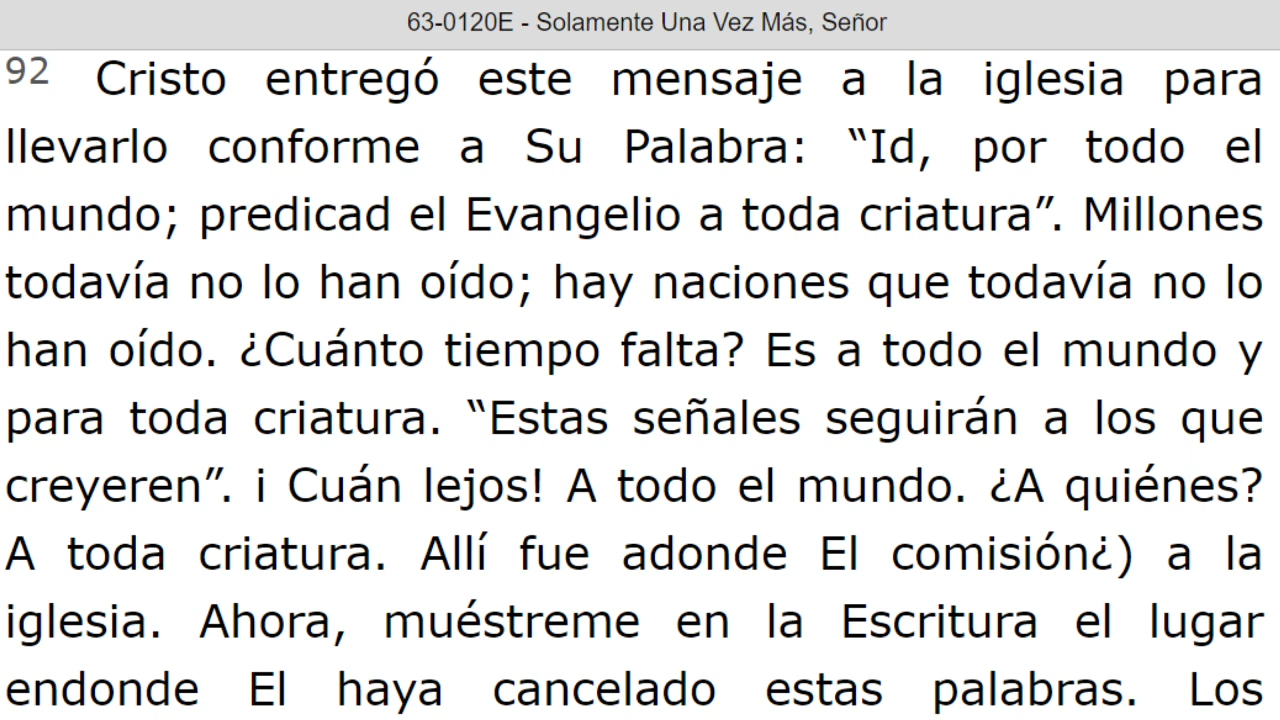 63-0120E - Solamente Una Vez Más, Señor
92 Cristo entregó este mensaje a la iglesia para
llevarlo conforme a Su Palabra: “Id, por todo el
mundo; predicad el Evangelio a toda criatura”. Millones
todavía no lo han oído; hay naciones que todavía no lo
han oído. ¿Cuánto tiempo falta? Es a todo el mundo y
para toda criatura. “Estas señales seguirán a los que
creyeren”. i Cuán lejos! A todo el mundo. ¿A quiénes?
A toda criatura. Allí fue adonde El comisión¿) a la
iglesia. Ahora, muéstreme en la Escritura el lugar
endonde El haya cancelado estas palabras. Los